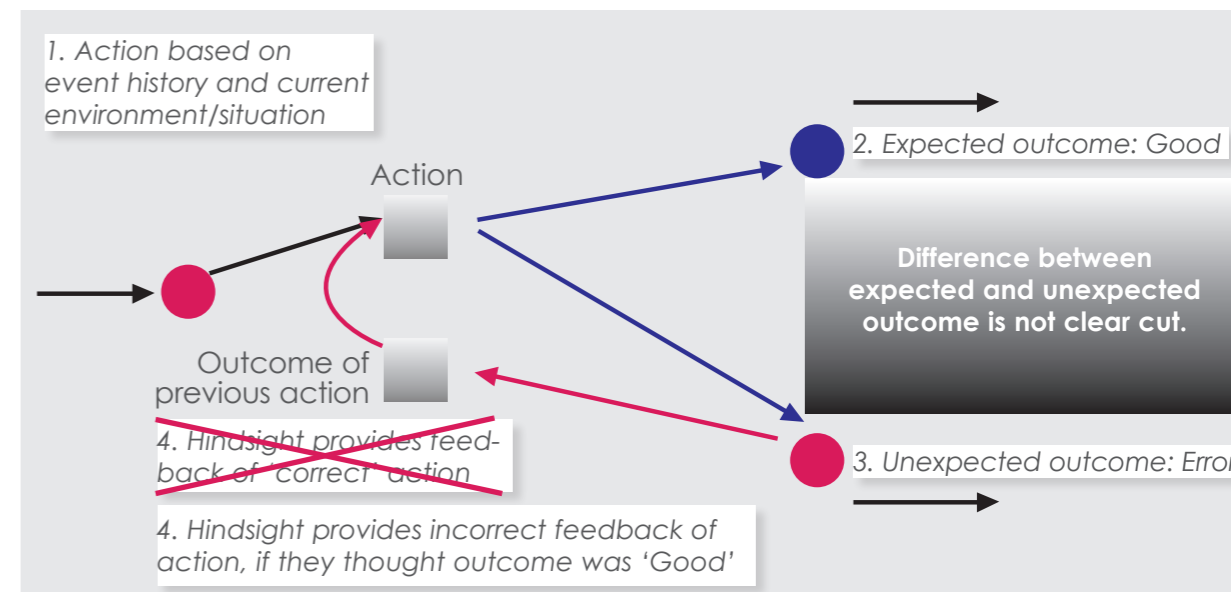 1. Action based on
event history and current
environment/situation
Action
2. Expected outcome: Good
Difference between
expected and unexpected
outcome is not clear cut.
Outcome of
previous action
4. Hindsight provides feed-
back of ‘correct’ action
3. Unexpected outcome: Error
4. Hindsight provides incorrect feedback of
action, if they thought outcome was ‘Good’